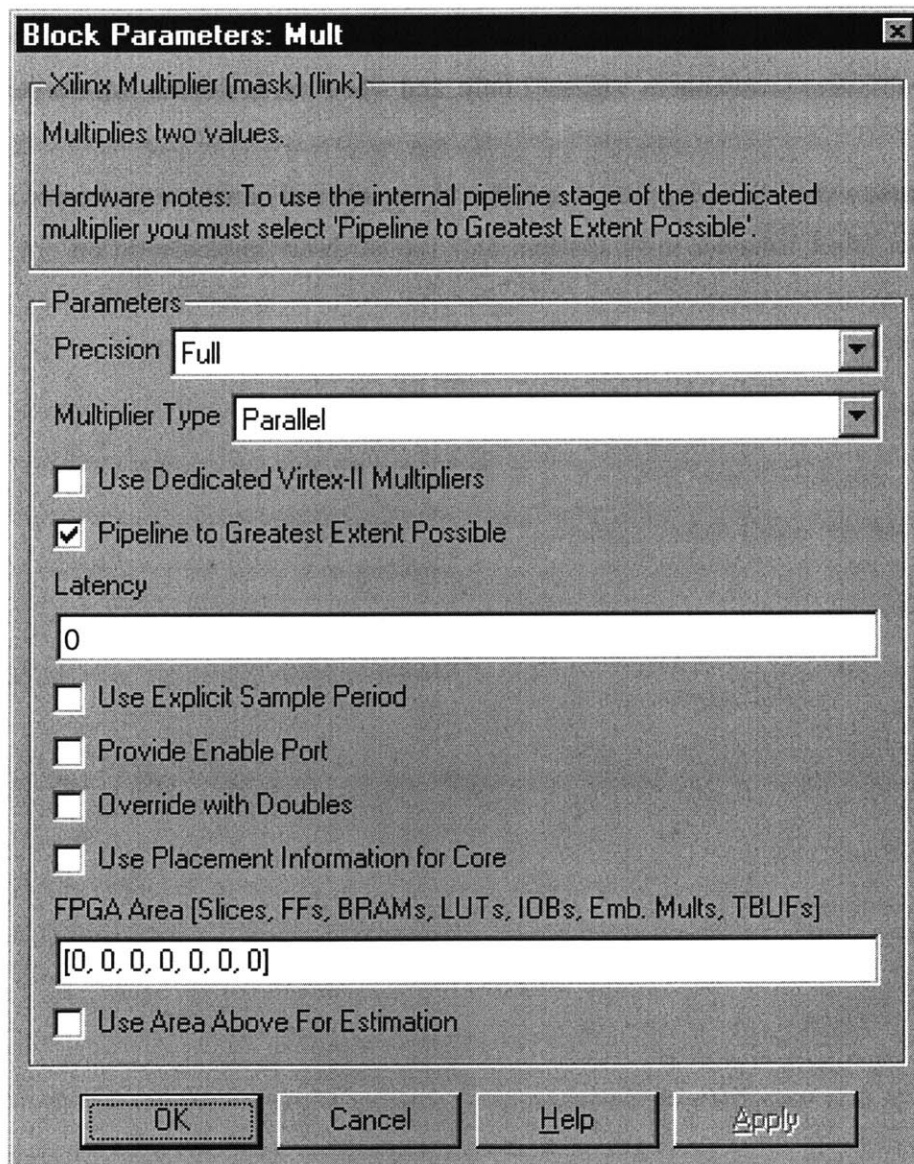 Block Parameters: Mult
Xilinx Multiplier (mask) (link)
Multiplies two values.
Hardware notes: To use the internal pipeline stage of the dedicated
multiplier you must select 'Pipeline to Greatest Extent Possible'.
Parameters
Precision Full
Multiplier Type Parallel
Use Dedicated Virtex-II Multipliers
Pipeline to Greatest Extent Possible
Latency
0
Use Explicit Sample Period
Provide Enable Port
Override with Doubles
Use Placement Information for Core
FPGA Area [Slices, FFs, BRAMs, LUTs, IOBs, Emb. Mults, TBUFs]
[0, 0, 0, 0, 0, 0, 0]
Use Area Above For Estimation
OK Cancel Help Apply